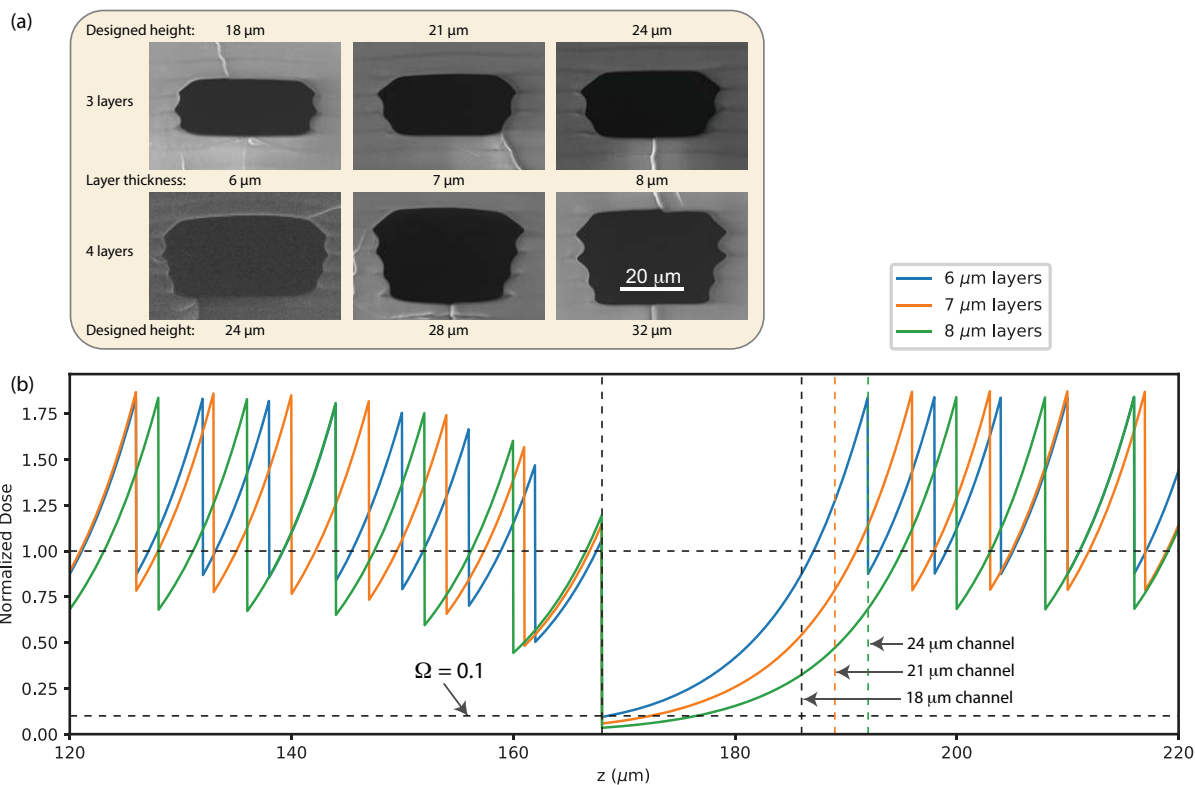 (a)
Designed height: 18 μm 21 μm 24 μm
3 layers
Layer thickness: 6 μm 7 μm 8 μm
4 layers
20 μm
Designed height: 24 μm 28 μm 32 μm
6 μm layers
7 μm layers
8 μm layers
(b)
Normalized Dose
1.75
1.50
1.25
1.00
0.75
0.50
0.25
0.00
Ω = 0.1
24 μm channel
21 μm channel
18 μm channel
120 140 160 180 200 220
z (μm)